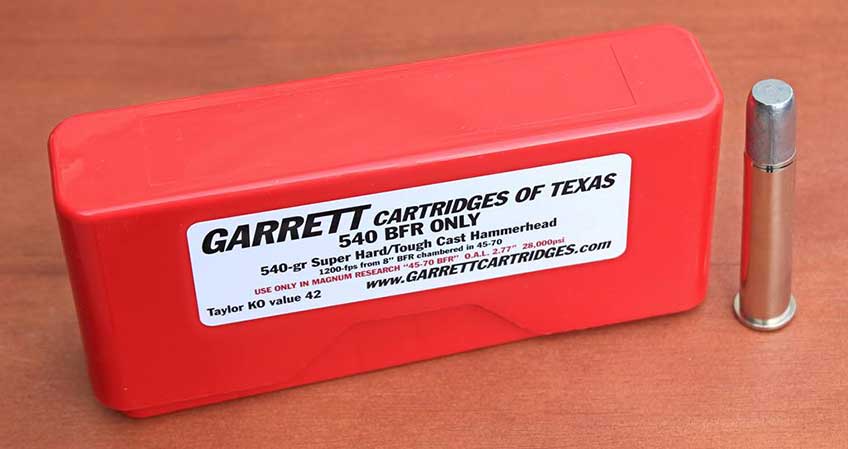 GARRETT CARTRIDGES OF TEXAS
540 BFR ONLY
540-gr Super Hard/Tough Cast Hammerhead
1200-fps from 8" BFR chambered in 45-70
USE ONLY IN MAGNUM RESEARCH "45-70 BFR" O.A.L. 2.77" 28,000psi
Taylor KO value 42 www.GARRETTCARTRIDGES.com